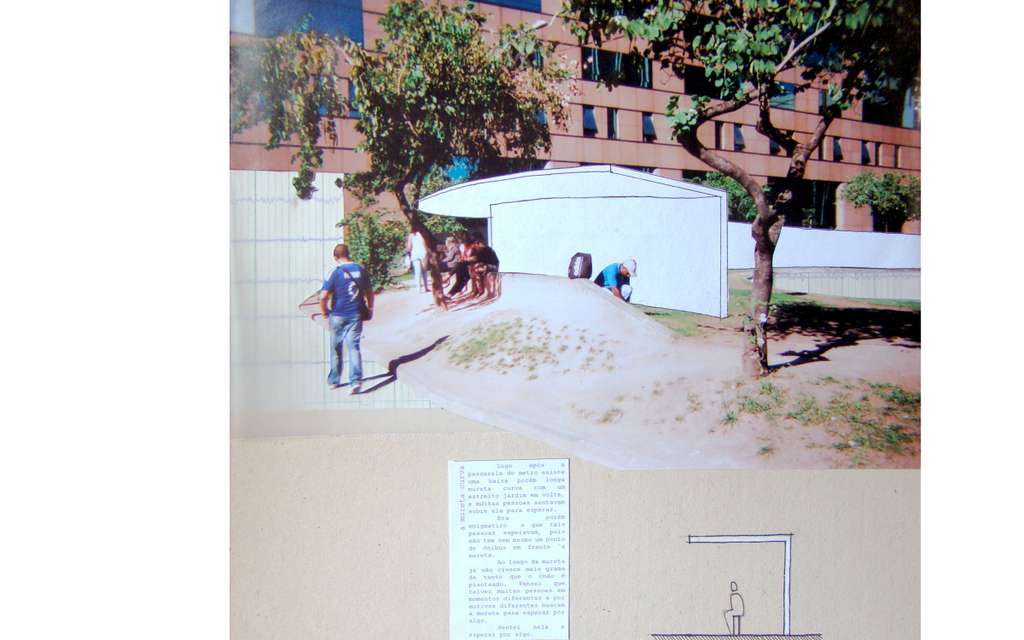 a mureta curva
Logo após a
passarela do metro existe
uma baixa porém longa
mureta curva com um
estreito jardim em volta,
e muitas pessoas sentavam
sobre ela para esperar.
Era porém
enigmático o que tais
pessoas esperavam, pois
não tem nem mesmo um ponto
de ônibus em frente a
mureta.
Ao longo da mureta
já não cresce mais grama
de tanto que o chão é
pisoteado. Pensei que
talvez muitas pessoas em
momentos diferentes e por
motivos diferentes buscam
a mureta para esperar por
algo.
Sentei nela e
esperei por algo.